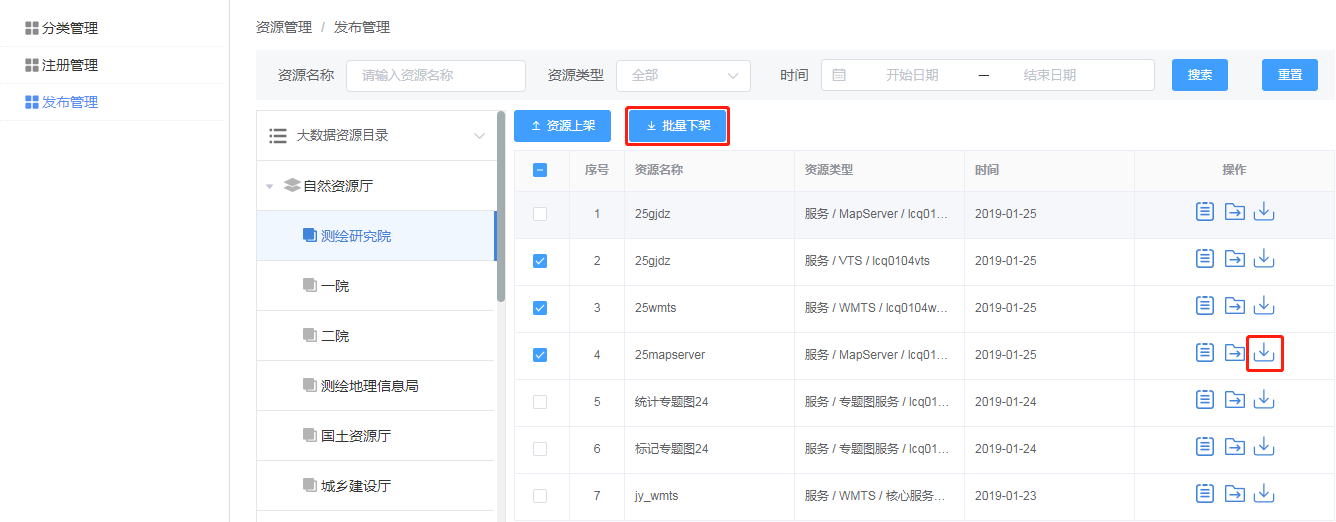 分类管理
注册管理
发布管理
资源管理 / 发布管理
资源名称 请输入资源名称 资源类型 全部 时间 开始日期 — 结束日期 搜索 重置
大数据资源目录
自然资源厅
测绘研究院
一院
二院
测绘地理信息局
国土资源厅
城乡建设厅
资源上架 批量下架
序号 资源名称 资源类型 时间 操作
1 25gjdz 服务 / MapServer / lcq01... 2019-01-25
2 25gjdz 服务 / VTS / lcq0104vts 2019-01-25
3 25wmts 服务 / WMTS / lcq0104w... 2019-01-25
4 25mapserver 服务 / MapServer / lcq01... 2019-01-25
5 统计专题图24 服务 / 专题图服务 / lcq01... 2019-01-24
6 标记专题图24 服务 / 专题图服务 / lcq01... 2019-01-24
7 jy_wmts 服务 / WMTS / 核心服务... 2019-01-23